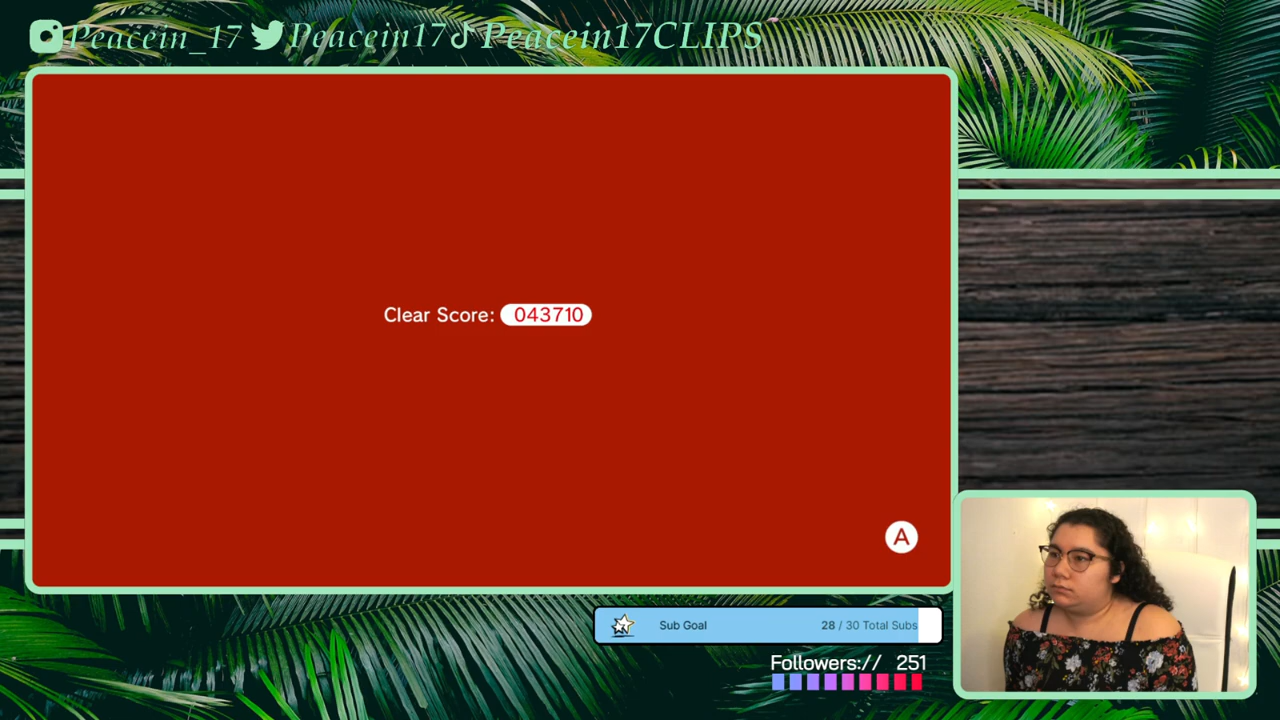 Peacein_17 Peacein17 Peacein17CLIPS
Clear Score: 043710
A
Sub Goal 28 / 30 Total Subs
Followers:// 251